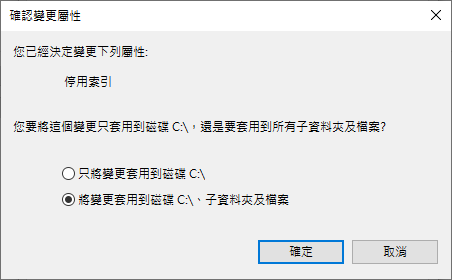 確認變更屬性
您已經決定變更下列屬性:
停用索引
您要將這個變更只套用到磁碟 C:\，還是要套用到所有子資料夾及檔案?
只將變更套用到磁碟 C:\
將變更套用到磁碟 C:\、子資料夾及檔案
確定
取消